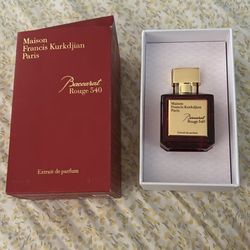 Maison
Francis Kurkdjian
Paris
Baccarat
Rouge 540
Extrait de parfum
Maison
Francis Kurkdjian
Paris
Baccarat
Rouge 540
Extrait de parfum